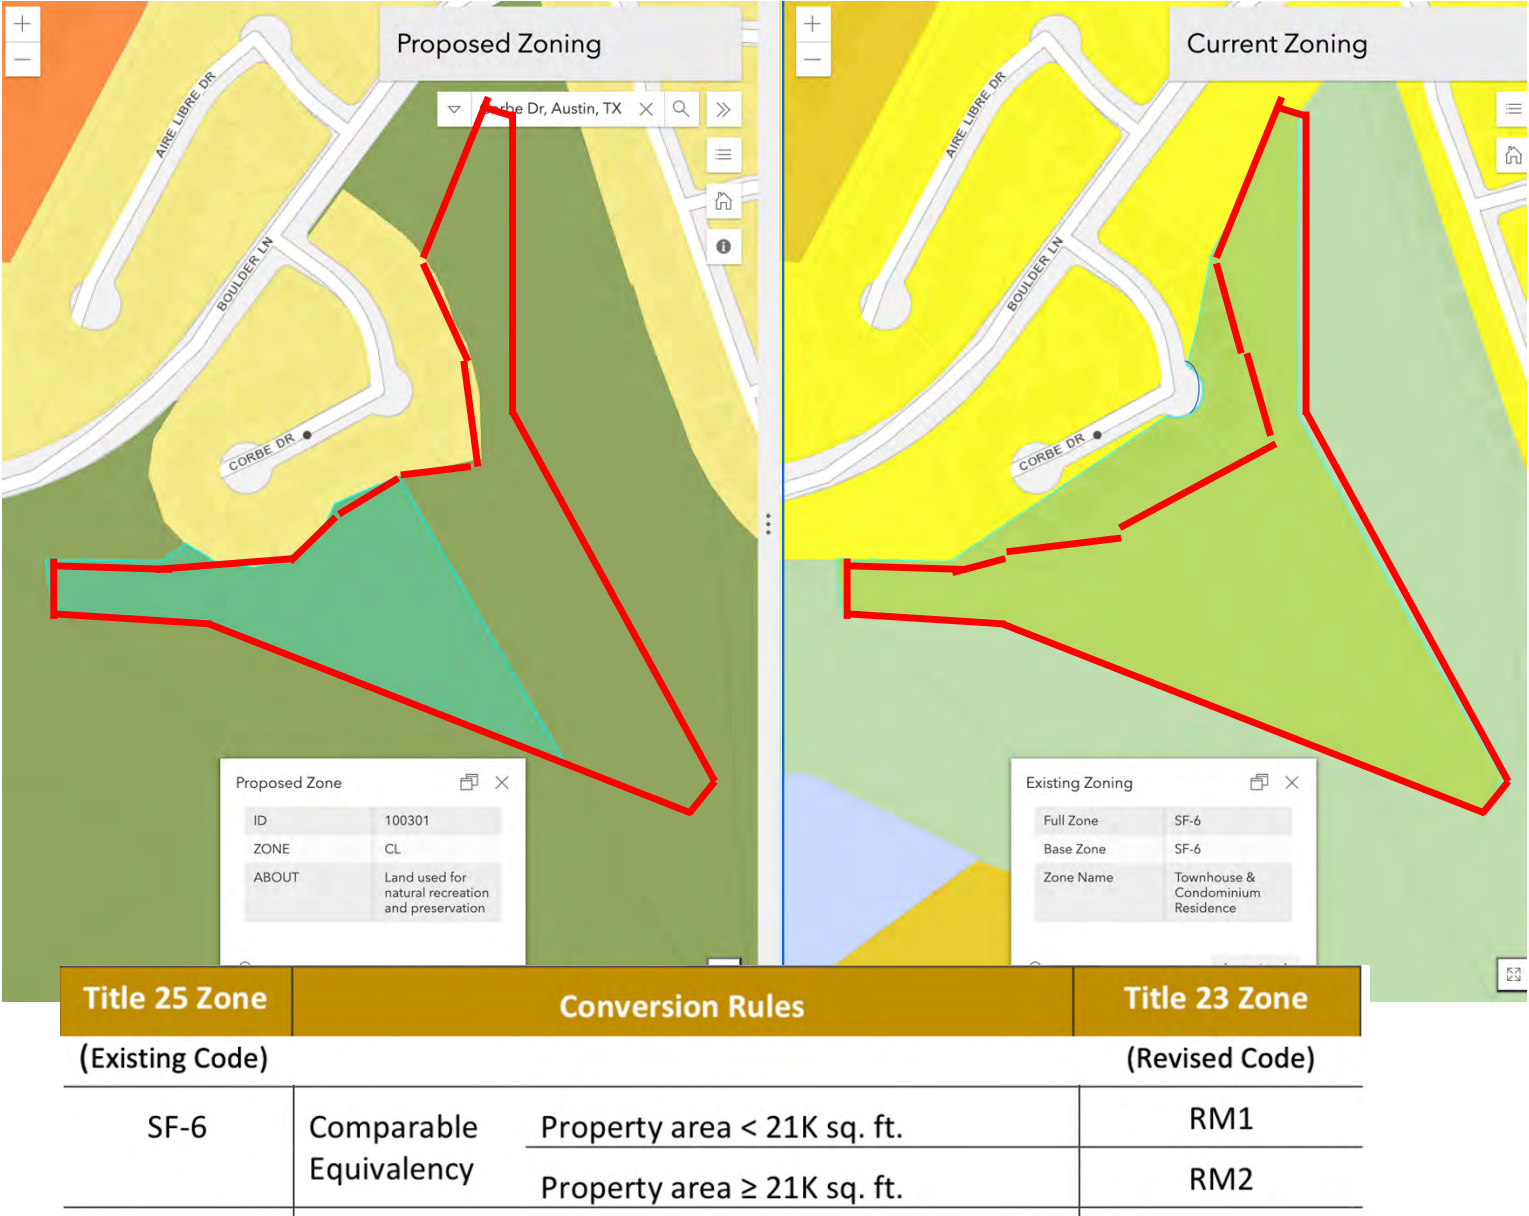 Proposed Zoning
Current Zoning
rbe Dr, Austin, TX
AIRE LIBRE DR
BOULDER LN
CORBE DR
AIRE LIBRE DR
BOULDER LN
CORBE DR
Proposed Zone
ID 100301
ZONE CL
ABOUT Land used for
natural recreation
and preservation
Existing Zoning
Full Zone SF-6
Base Zone SF-6
Zone Name Townhouse &
Condominium
Residence
Title 25 Zone Conversion Rules Title 23 Zone
(Existing Code) (Revised Code)
SF-6 Comparable Equivalency Property area < 21K sq. ft. RM1
Property area ≥ 21K sq. ft. RM2